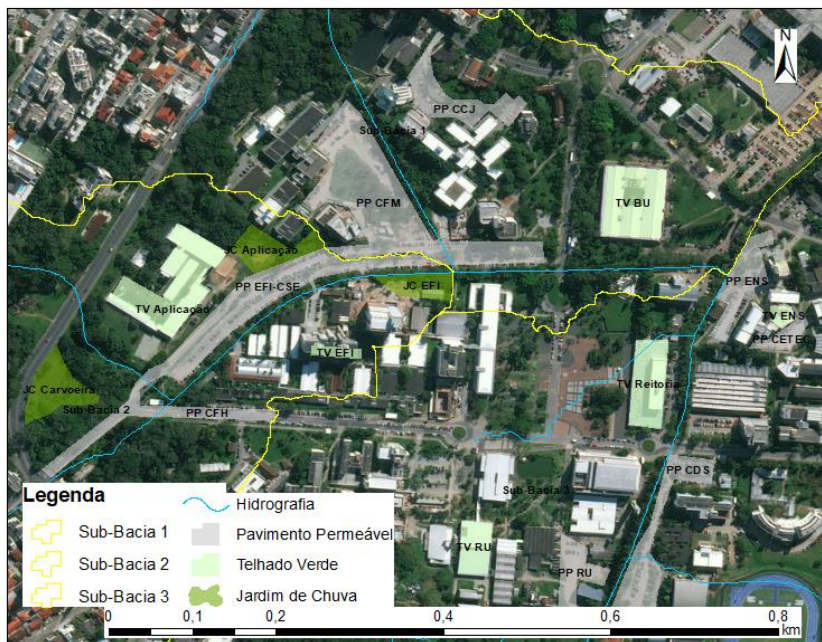 N
PP CCJ
Sub-Bacia 1
PP CFM
TV BU
JC Aplicação
PP EFI-CSE
JC EFI
PP ENS
TV Aplicação
TV ENS
PP CETEC
TV EFI
TV Reitoria
JC Carvoeira
Sub-Bacia 2
PP CFH
PP CDS
Sub-Bacia 3
TV RU
PP RU
Legenda
Sub-Bacia 1
Sub-Bacia 2
Sub-Bacia 3
Hidrografia
Pavimento Permeável
Telhado Verde
Jardim de Chuva
0 0,1 0,2 0,4 0,6 0,8
km